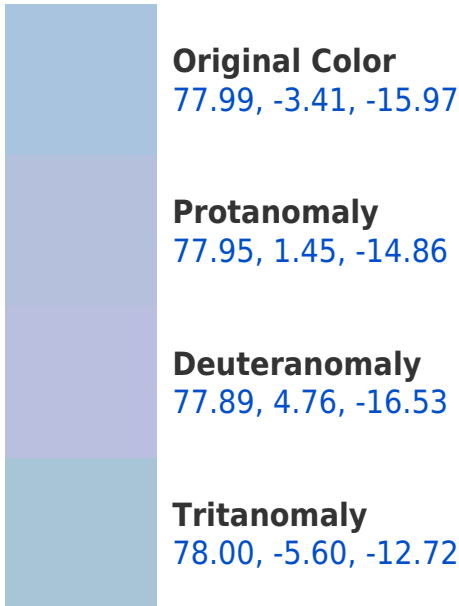 Original Color
77.99, -3.41, -15.97
Protanomaly
77.95, 1.45, -14.86
Deuteranomaly
77.89, 4.76, -16.53
Tritanomaly
78.00, -5.60, -12.72